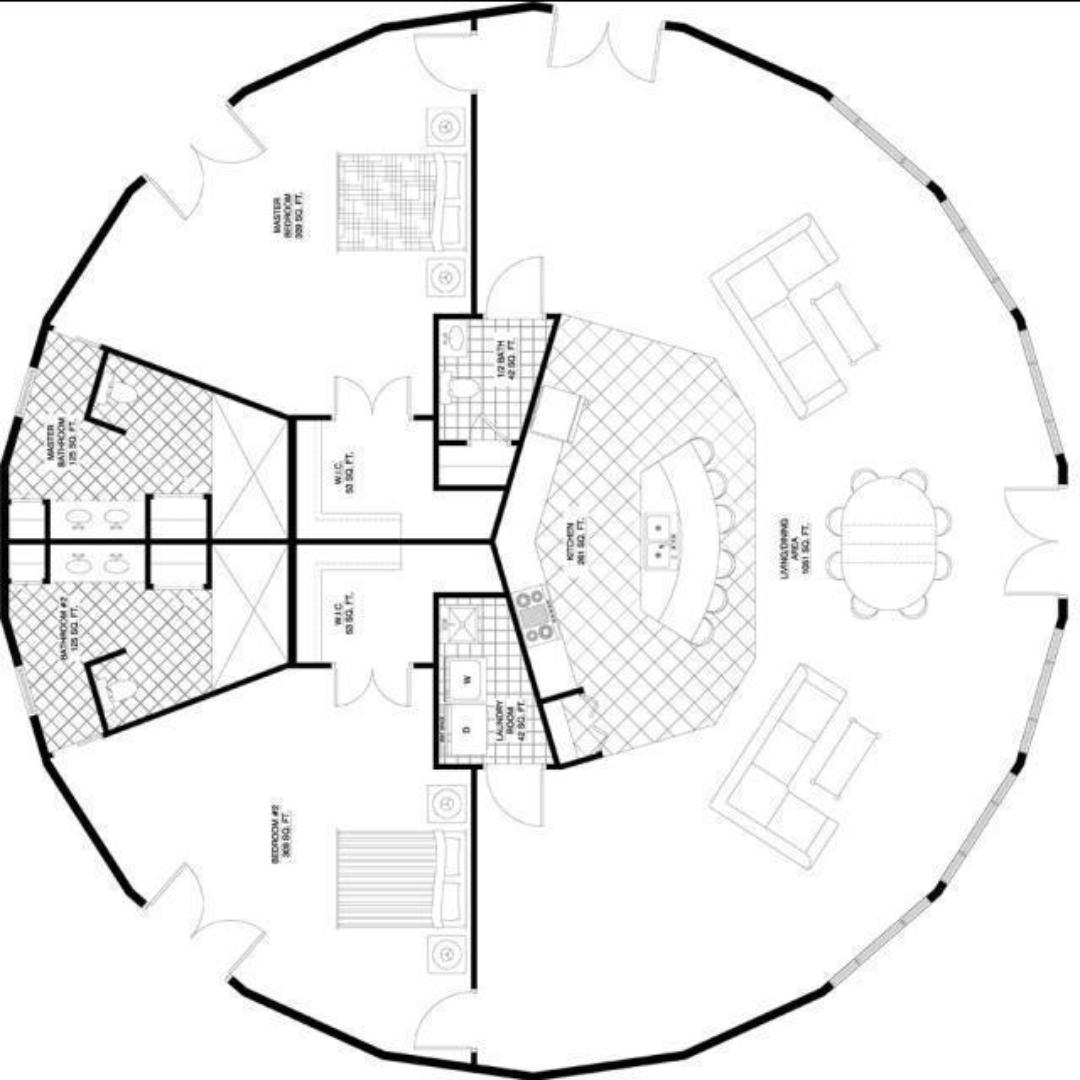 MASTER
BEDROOM
309 SQ. FT.
1/2 BATH
42 SQ. FT.
MASTER
BATHROOM
125 SQ. FT.
W.I.C.
53 SQ. FT.
KITCHEN
261 SQ. FT.
LIVING/DINING
AREA
1051 SQ. FT.
BATHROOM #2
125 SQ. FT.
W.I.C.
53 SQ. FT.
W
D
LAUNDRY
ROOM
42 SQ. FT.
BEDROOM #2
309 SQ. FT.